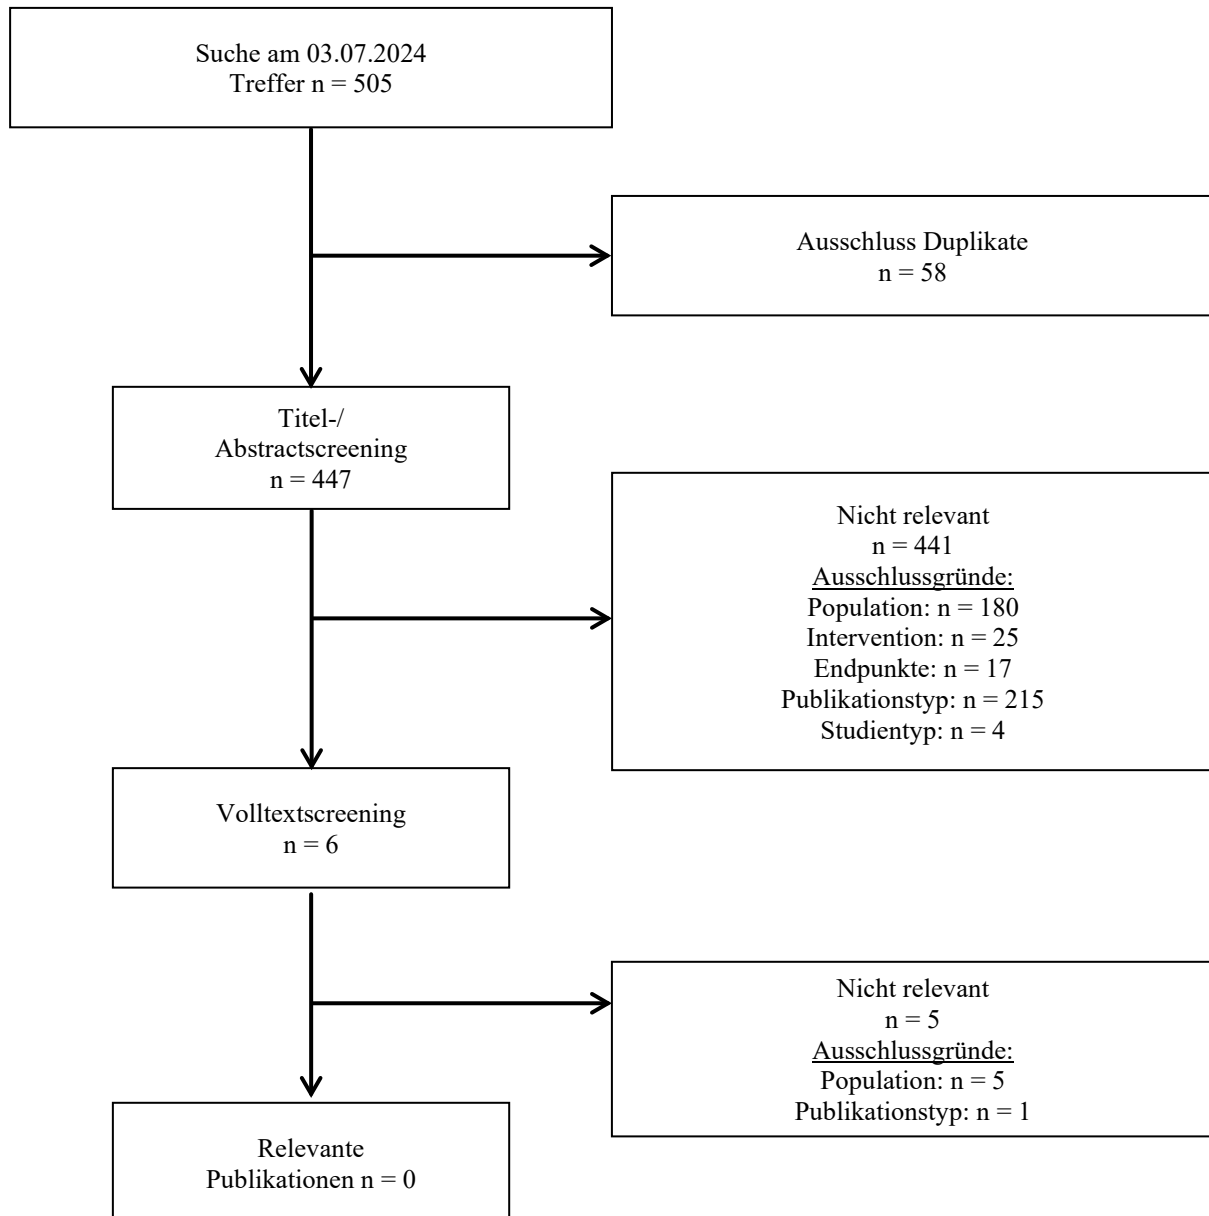 Suche am 03.07.2024
Treffer n = 505
Ausschluss Duplikate
n = 58
Titel-/
Abstractscreening
n = 447
Nicht relevant
n = 441
Ausschlussgründe:
Population: n = 180
Intervention: n = 25
Endpunkte: n = 17
Publikationstyp: n = 215
Studientyp: n = 4
Volltextscreening
n = 6
Nicht relevant
n = 5
Ausschlussgründe:
Population: n = 5
Publikationstyp: n = 1
Relevante
Publikationen n = 0